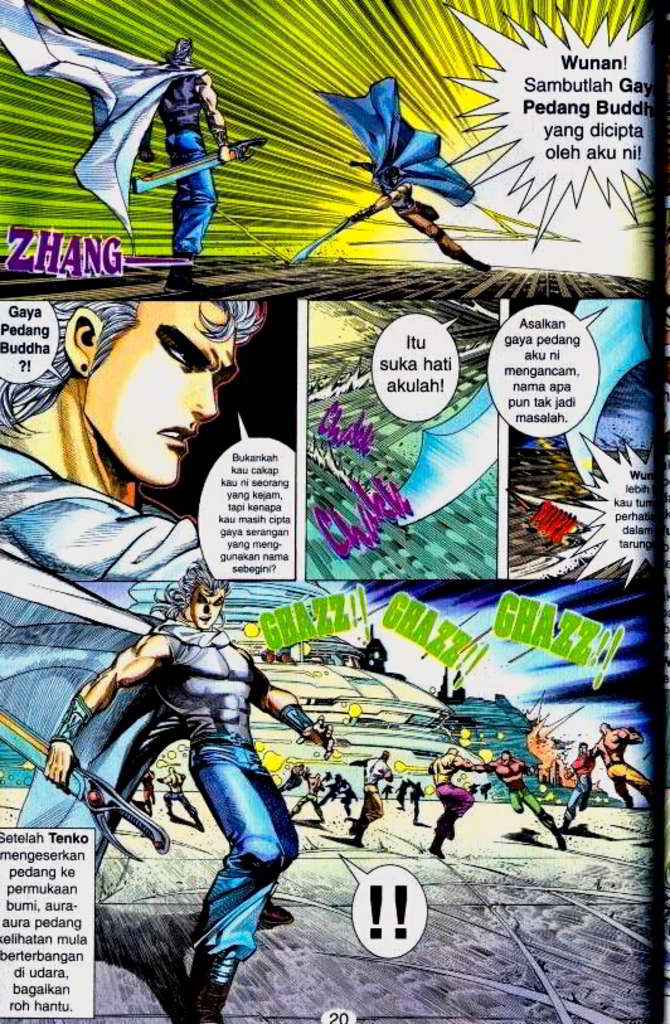 Wunan!
Sambutlah Gay
Pedang Buddh
yang dicipta
oleh aku ni!
ZHANG
Gaya
Pedang
Buddha
?!
Bukankah
kau cakap
kau ni seorang
yang kejam,
tapi kenapa
kau masih cipta
gaya serangan
yang meng-
gunakan nama
sebegini?
Itu
suka hati
akulah!
Asalkan
gaya pedang
aku ni
mengancam,
nama apa
pun tak jadi
masalah.
Wun
lebih
kau tum
perhatia
dalam
tarung
GHAZZ!!
GHAZZ!!
GHAZZ!!
Setelah Tenko
mengeserkan
pedang ke
permukaan
bumi, aura-
aura pedang
kelihatan mula
berterbangan
di udara,
bagaikan
roh hantu.
!!
20